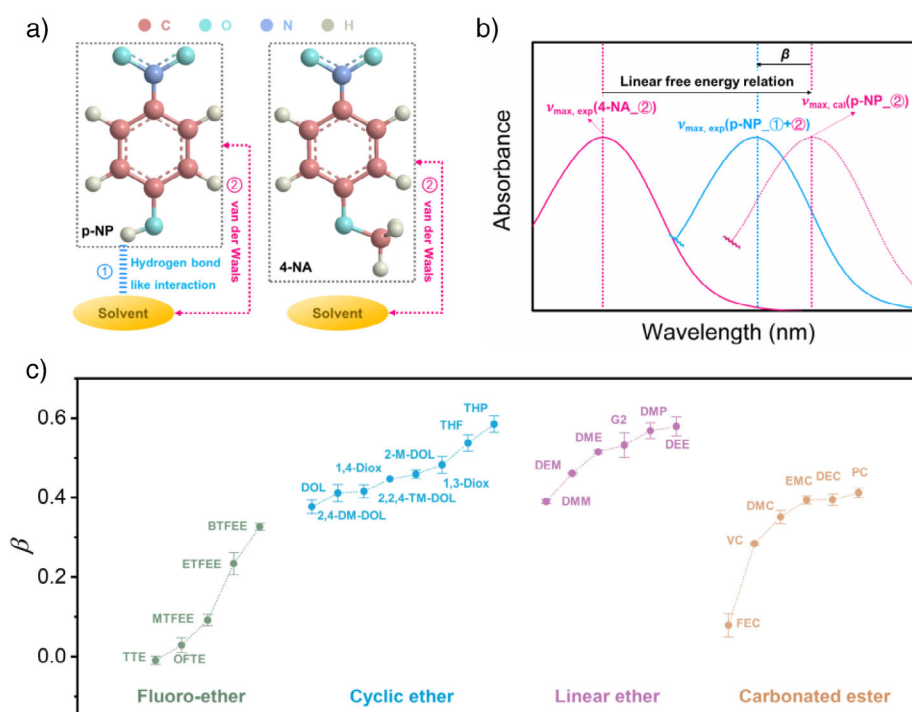 a)
C O N H
p-NP
① Hydrogen bond
like interaction
② van der Waals
Solvent
4-NA
② van der Waals
Solvent
b)
β
Linear free energy relation
νmax, exp(4-NA_②)
νmax, cal(p-NP_②)
νmax, exp(p-NP_①+②)
Absorbance
Wavelength (nm)
c)
β
0.6
0.4
0.2
0.0
TTE
OFTE
MTFEE
ETFEE
BTFEE
Fluoro-ether
DOL
2,4-DM-DOL
1,4-Diox
2,2,4-TM-DOL
2-M-DOL
1,3-Diox
THF
THP
Cyclic ether
DMM
DEM
DME
G2
DMP
DEE
Linear ether
FEC
VC
DMC
EMC
DEC
PC
Carbonated ester